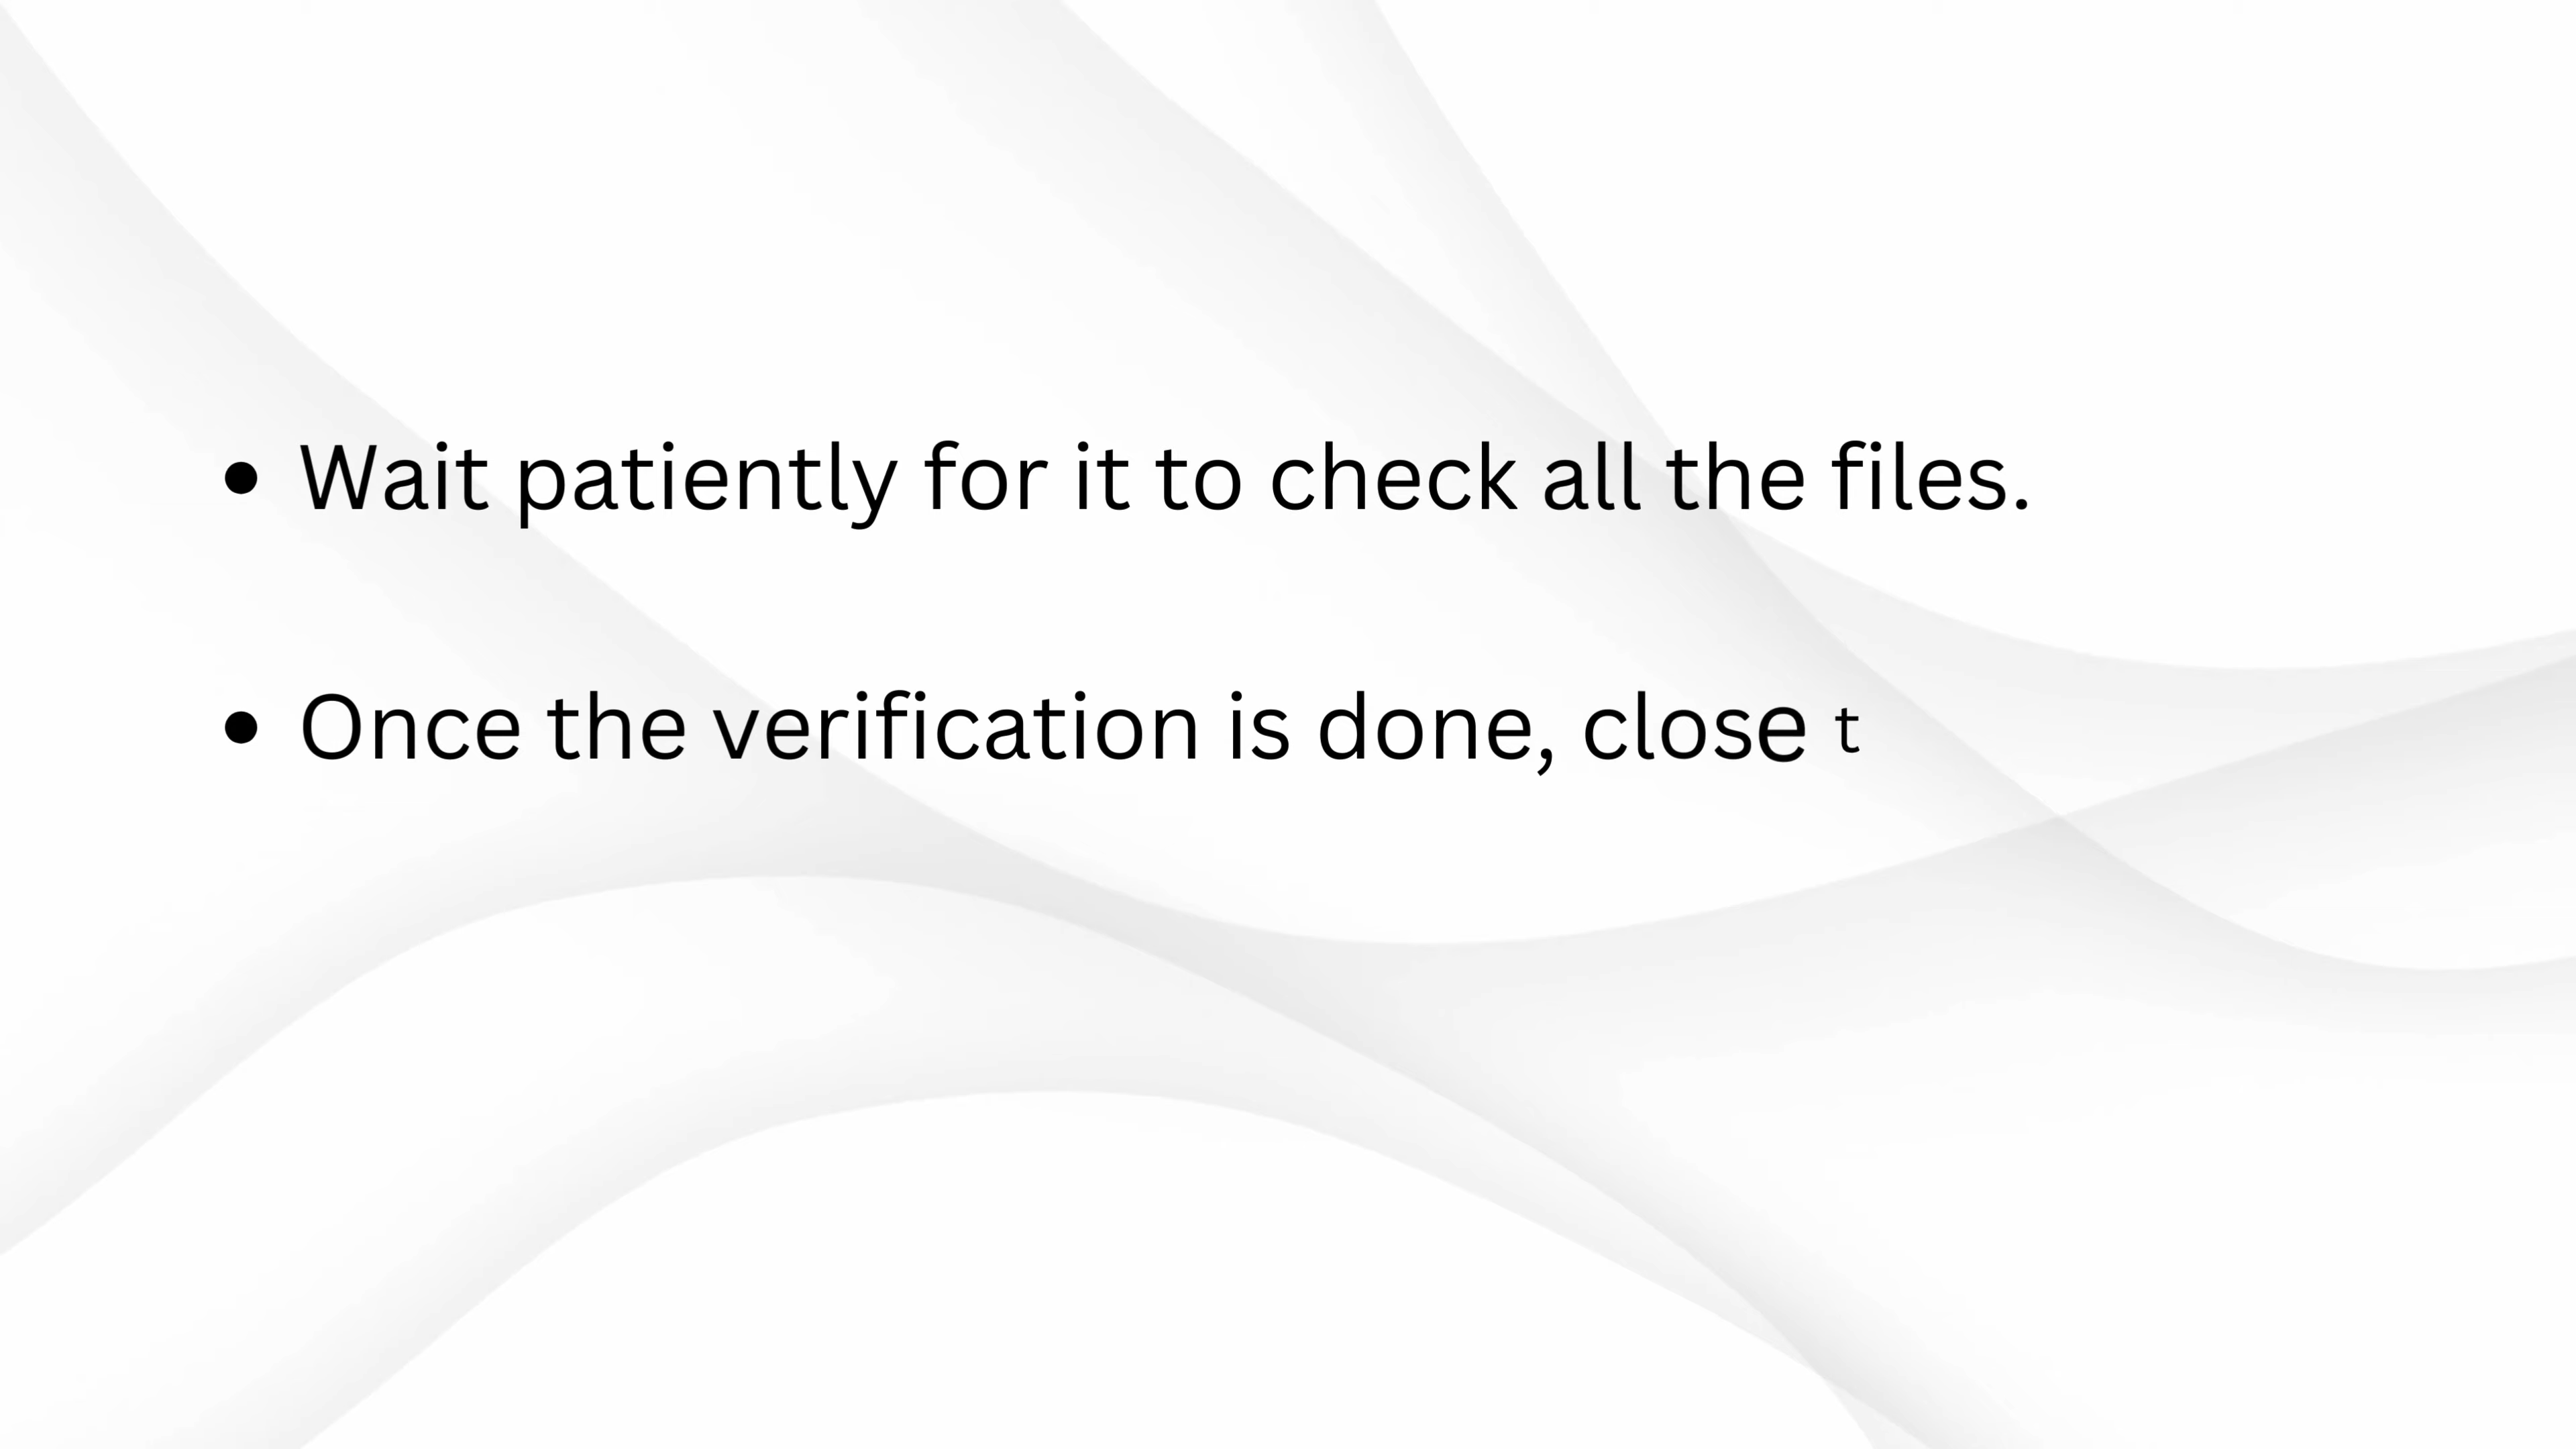 • Wait patiently for it to check all the files.
• Once the verification is done, close t